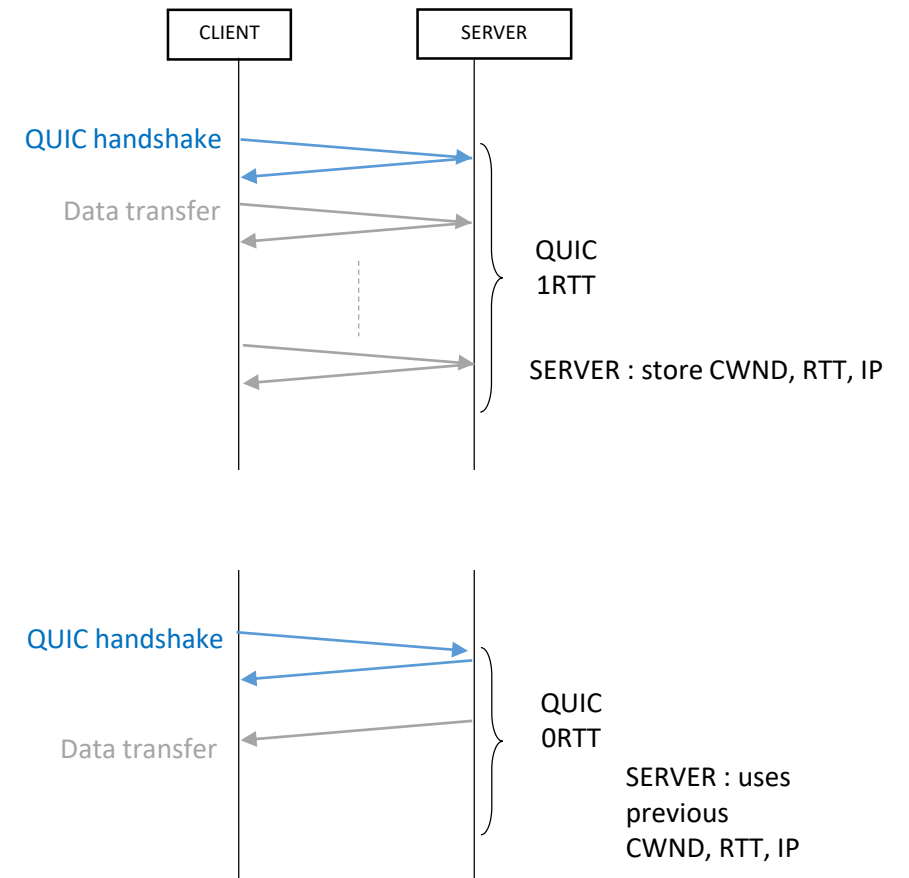 CLIENT
SERVER
QUIC handshake
Data transfer
QUIC
1RTT
SERVER : store CWND, RTT, IP
QUIC handshake
Data transfer
QUIC
0RTT
SERVER : uses
previous
CWND, RTT, IP